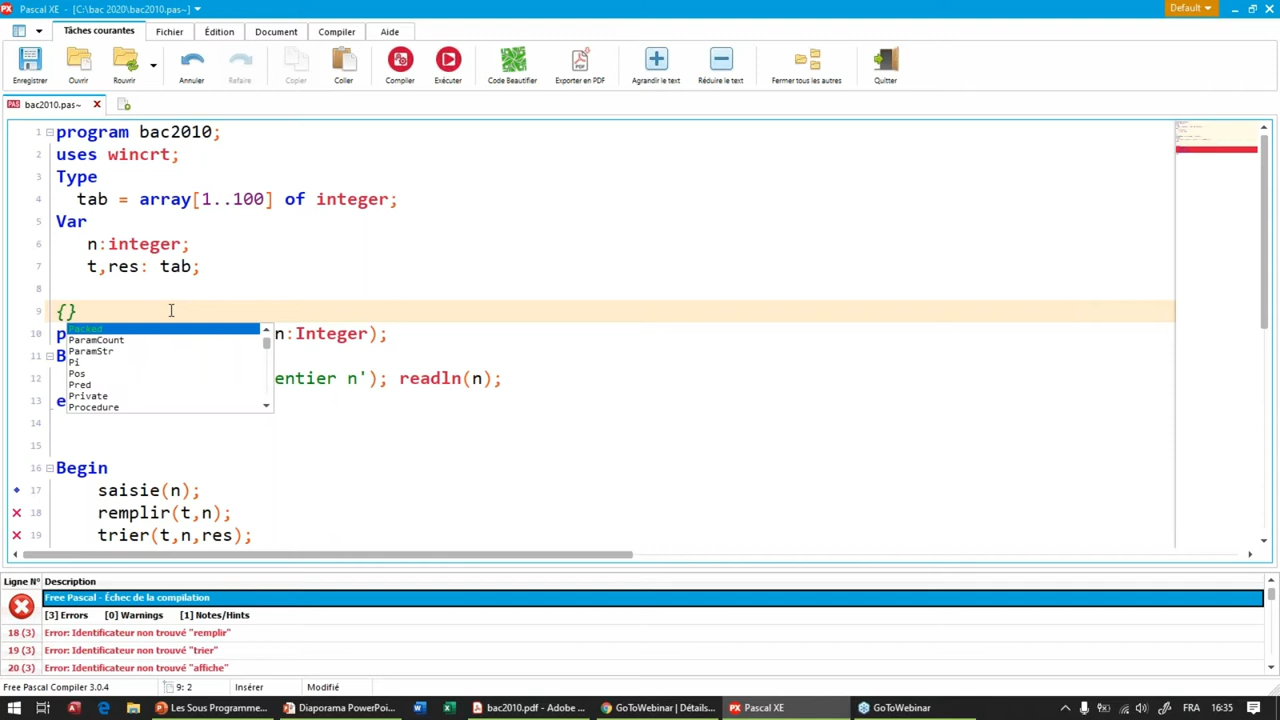 Pascal XE - [C:\bac 2020\bac2010.pas~]
Default
Tâches courantes Fichier Édition Document Compiler Aide
Enregistrer Ouvrir Rouvrir Annuler Refaire Copier Coller Compiler Exécuter Code Beautifier Exporter en PDF Agrandir le text Réduire le text Fermer tous les autres Quitter
PAS bac2010.pas~
1 program bac2010;
2 uses wincrt;
3 Type
4 tab = array[1..100] of integer;
5 Var
6 n:integer;
7 t,res: tab;
8
9 {}
10 p n:Integer);
11 B
12 entier n'); readln(n);
13 e
14
15
16 Begin
17 saisie(n);
18 remplir(t,n);
19 trier(t,n,res);
Packed
ParamCount
ParamStr
Pi
Pos
Pred
Private
Procedure
Ligne N° Description
Free Pascal - Échec de la compilation
[3] Errors [0] Warnings [1] Notes/Hints
18 (3) Error: Identificateur non trouvé "remplir"
19 (3) Error: Identificateur non trouvé "trier"
20 (3) Error: Identificateur non trouvé "affiche"
Free Pascal Compiler 3.0.4 9: 2 Insérer Modifié
Les Sous Programme... Diaporama PowerPoi... bac2010.pdf - Adobe ... GoToWebinar | Détails... Pascal XE GoToWebinar FRA 16:35